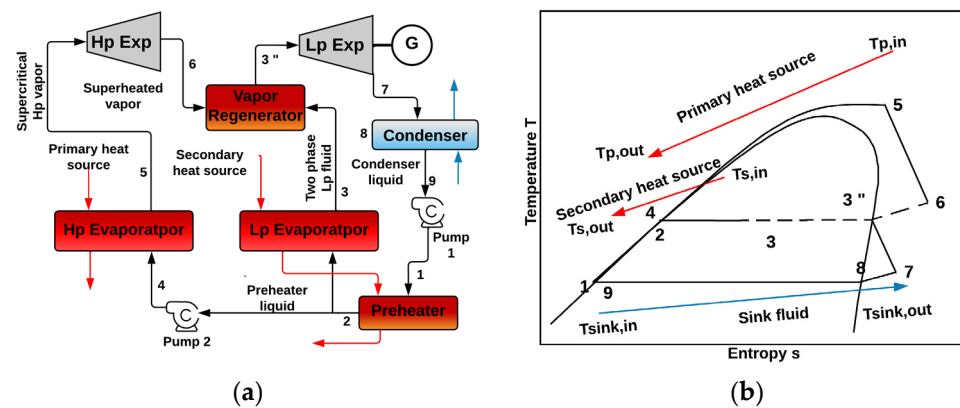 Hp Exp
Lp Exp
G
Supercritical
Hp vapor
6
3 "
Superheated
vapor
Vapor
Regenerator
7
8
Condenser
Primary heat
source
5
Secondary
heat source
Two phase
Lp fluid
3
Condenser
liquid
9
C
Pump
1
Hp Evaporatpor
Lp Evaporatpor
1
4
Preheater
liquid
2
Preheater
C
Pump 2
(a)
Temperature T
Tp,in
Primary heat source
5
Tp,out
Secondary heat source
Ts,in
Ts,out
4
2
3 "
6
3
8
7
1
9
Tsink,in
Sink fluid
Tsink,out
Entropy s
(b)